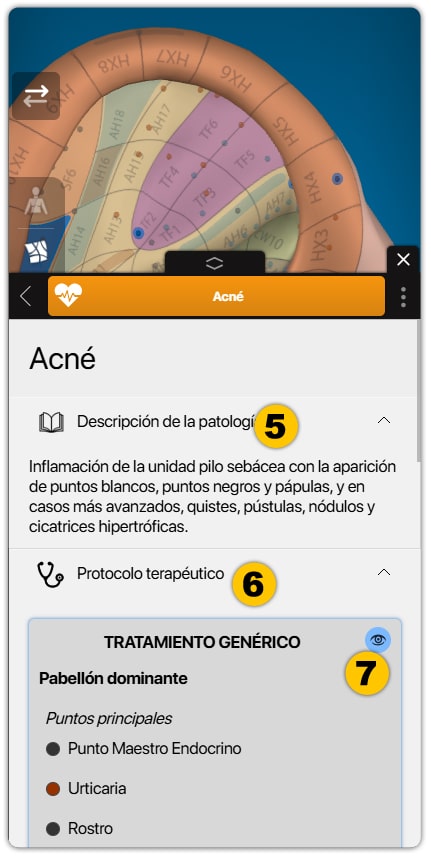 HX9
HX8
HX7
HX6
HX5
HX4
HX3
AH18
AH17
AH16
AH15
AH13
SF6
TF6
TF5
TF4
TF3
TF2
TF1
AH7
AH6
Acné
Acné
Descripción de la patologí
5
Inflamación de la unidad pilo sebácea con la aparición
de puntos blancos, puntos negros y pápulas, y en
casos más avanzados, quistes, pústulas, nódulos y
cicatrices hipertróficas.
Protocolo terapéutico
6
TRATAMIENTO GENÉRICO
7
Pabellón dominante
Puntos principales
Punto Maestro Endocrino
Urticaria
Rostro